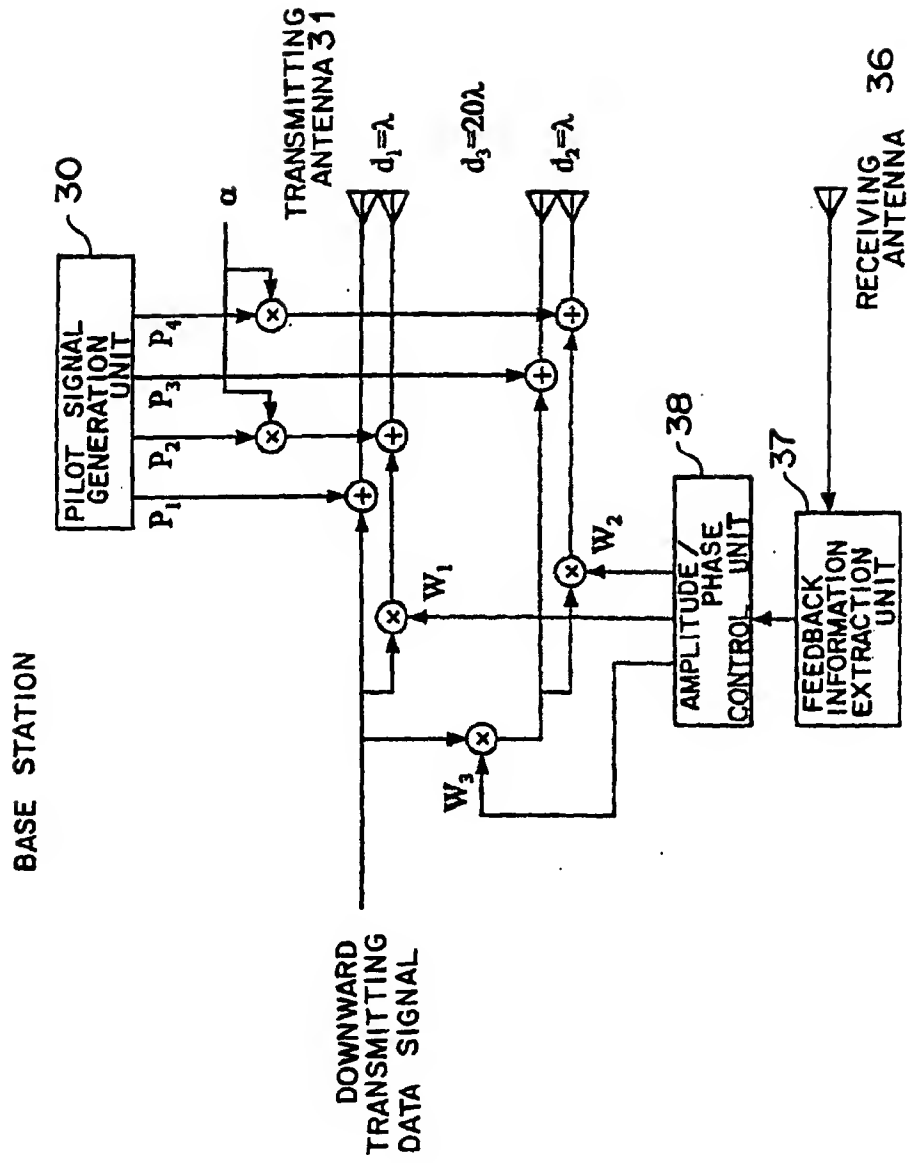 BASE STATION
PILOT SIGNAL
GENERATION
UNIT
30
P1
P2
P3
P4
α
TRANSMITTING
ANTENNA 31
d1=λ
d3=20λ
d2=λ
DOWNWARD
TRANSMITTING
DATA SIGNAL
W1
W2
W3
AMPLITUDE/
PHASE
CONTROL UNIT
38
FEEDBACK
INFORMATION
EXTRACTION
UNIT
37
RECEIVING
ANTENNA 36